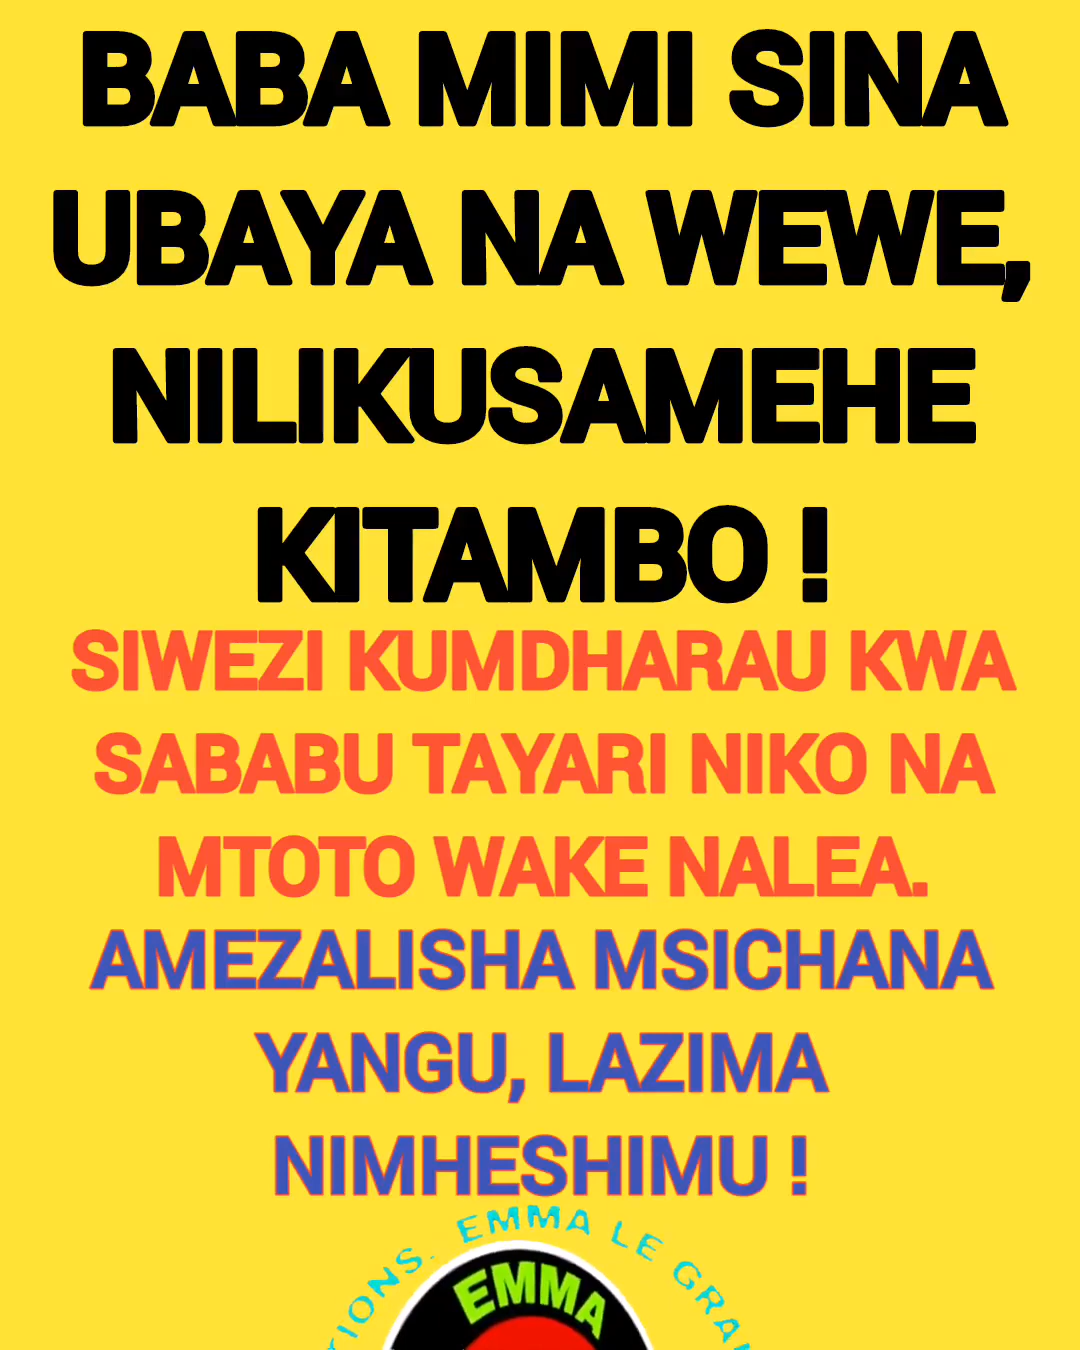 BABA MIMI SINA
UBAYA NA WEWE,
NILIKUSAMEHE
KITAMBO !
SIWEZI KUMDHARAU KWA
SABABU TAYARI NIKO NA
MTOTO WAKE NALEA.
AMEZALISHA MSICHANA
YANGU, LAZIMA
NIMHESHIMU !
EMMA LE
EMMA